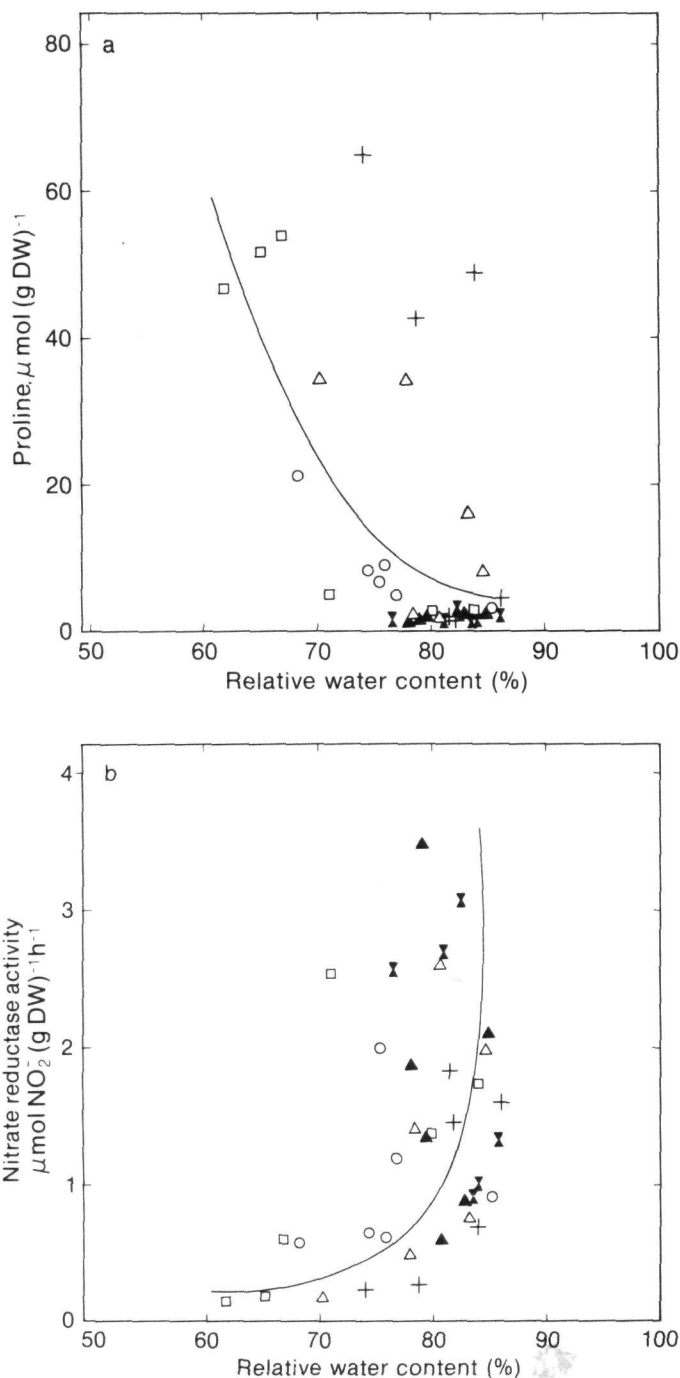 a
80
60
40
20
0
Proline, μmol (g DW)⁻¹
50 60 70 80 90 100
Relative water content (%)
b
4
3
2
1
0
Nitrate reductase activity
μmol NO₂⁻ (g DW)⁻¹h⁻¹
50 60 70 80 90 100
Relative water content (%)